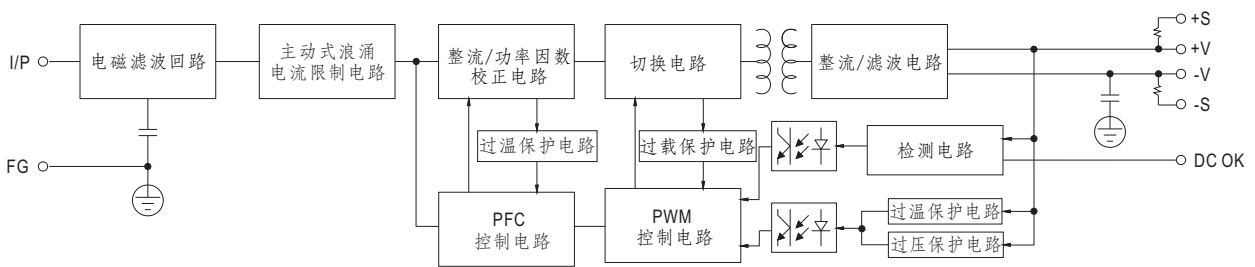 I/P
电磁滤波回路
主动式浪涌
电流限制电路
整流/功率因数
校正电路
切换电路
整流/滤波电路
+S
+V
-V
-S
过温保护电路
过载保护电路
检测电路
DC OK
FG
PFC
控制电路
PWM
控制电路
过温保护电路
过压保护电路